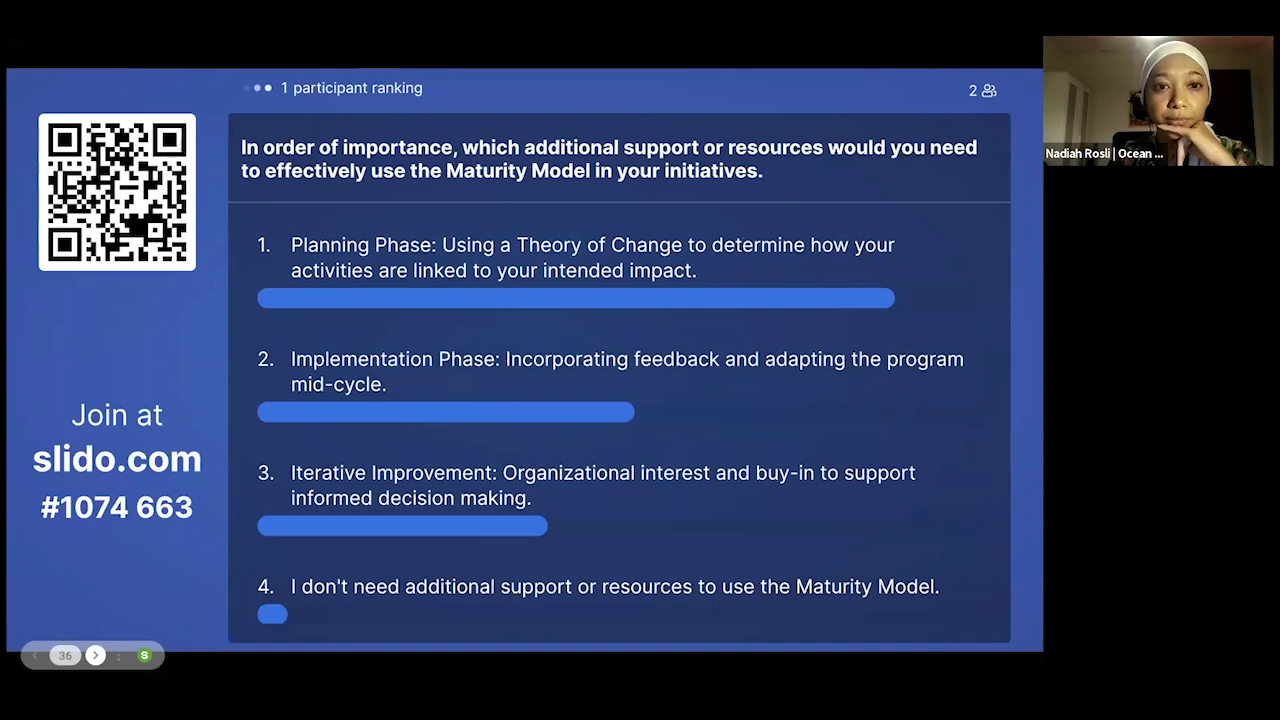 1 participant ranking
2
In order of importance, which additional support or resources would you need
to effectively use the Maturity Model in your initiatives.
1. Planning Phase: Using a Theory of Change to determine how your
activities are linked to your intended impact.
2. Implementation Phase: Incorporating feedback and adapting the program
mid-cycle.
3. Iterative Improvement: Organizational interest and buy-in to support
informed decision making.
4. I don't need additional support or resources to use the Maturity Model.
Join at
slido.com
#1074 663
36
S
Nadiah Rosli | Ocean ...